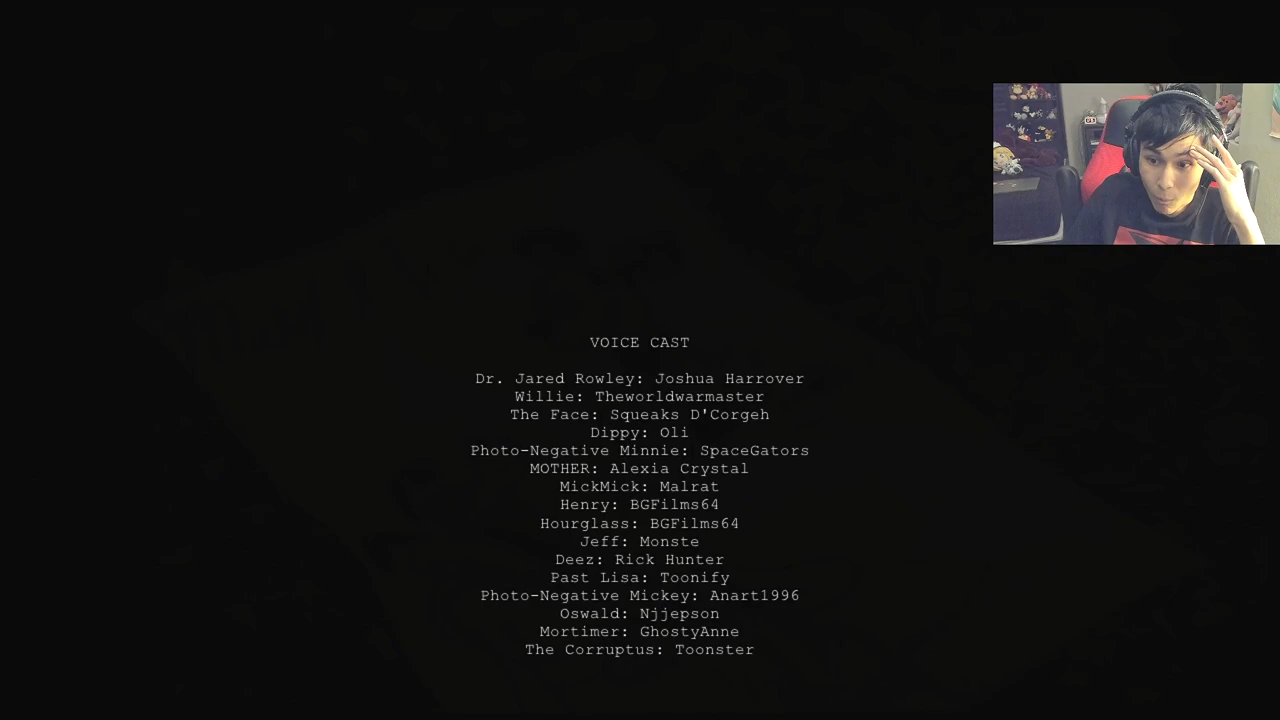 VOICE CAST
Dr. Jared Rowley: Joshua Harrover
Willie: Theworldwarmaster
The Face: Squeaks D'Corgeh
Dippy: Oli
Photo-Negative Minnie: SpaceGators
MOTHER: Alexia Crystal
MickMick: Malrat
Henry: BGFilms64
Hourglass: BGFilms64
Jeff: Monste
Deez: Rick Hunter
Past Lisa: Toonify
Photo-Negative Mickey: Anart1996
Oswald: Njjepson
Mortimer: GhostyAnne
The Corruptus: Toonster